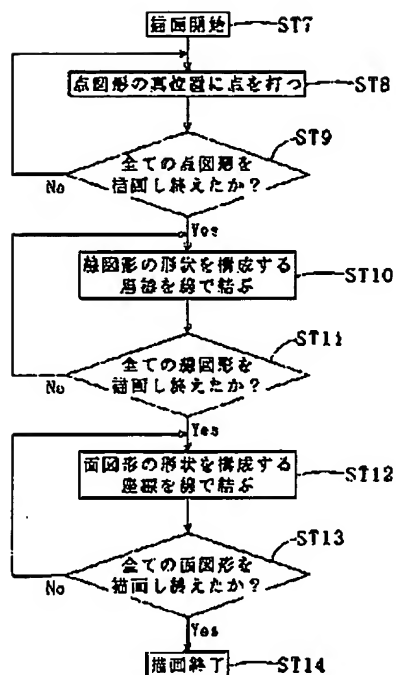 描画開始 ST7
点図形の真位置に点を打つ ST8
ST9
全ての点図形を
描画し終えたか?
No
Yes
線図形の形状を構成する
座標を線で結ぶ ST10
ST11
全ての線図形を
描画し終えたか?
No
Yes
面図形の形状を構成する
座標を線で結ぶ ST12
ST13
全ての面図形を
描画し終えたか?
No
Yes
描画終了 ST14